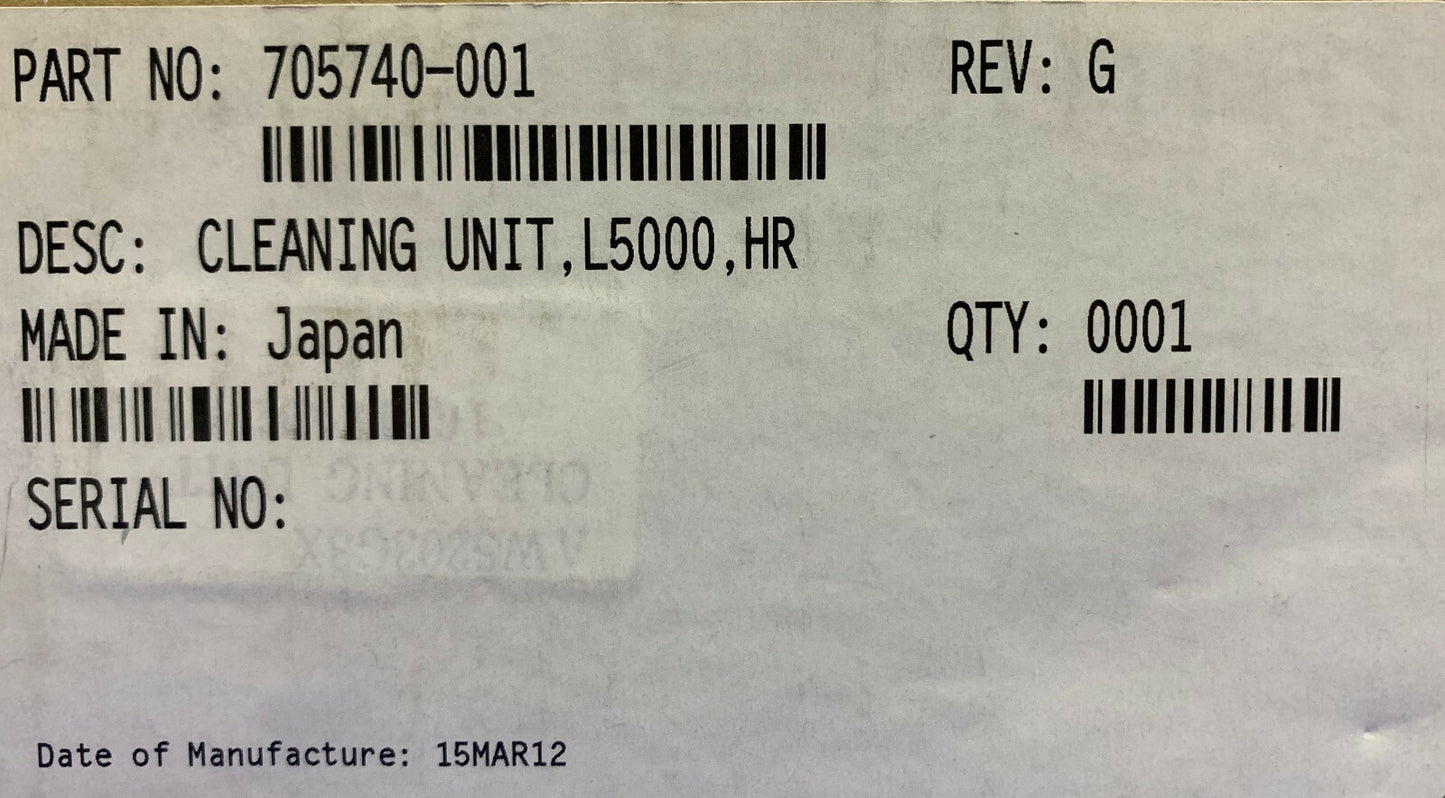 PART NO: 705740-001
REV: G
DESC: CLEANING UNIT,L5000,HR
MADE IN: Japan
QTY: 0001
SERIAL NO:
CLEANING
Date of Manufacture: 15MAR12